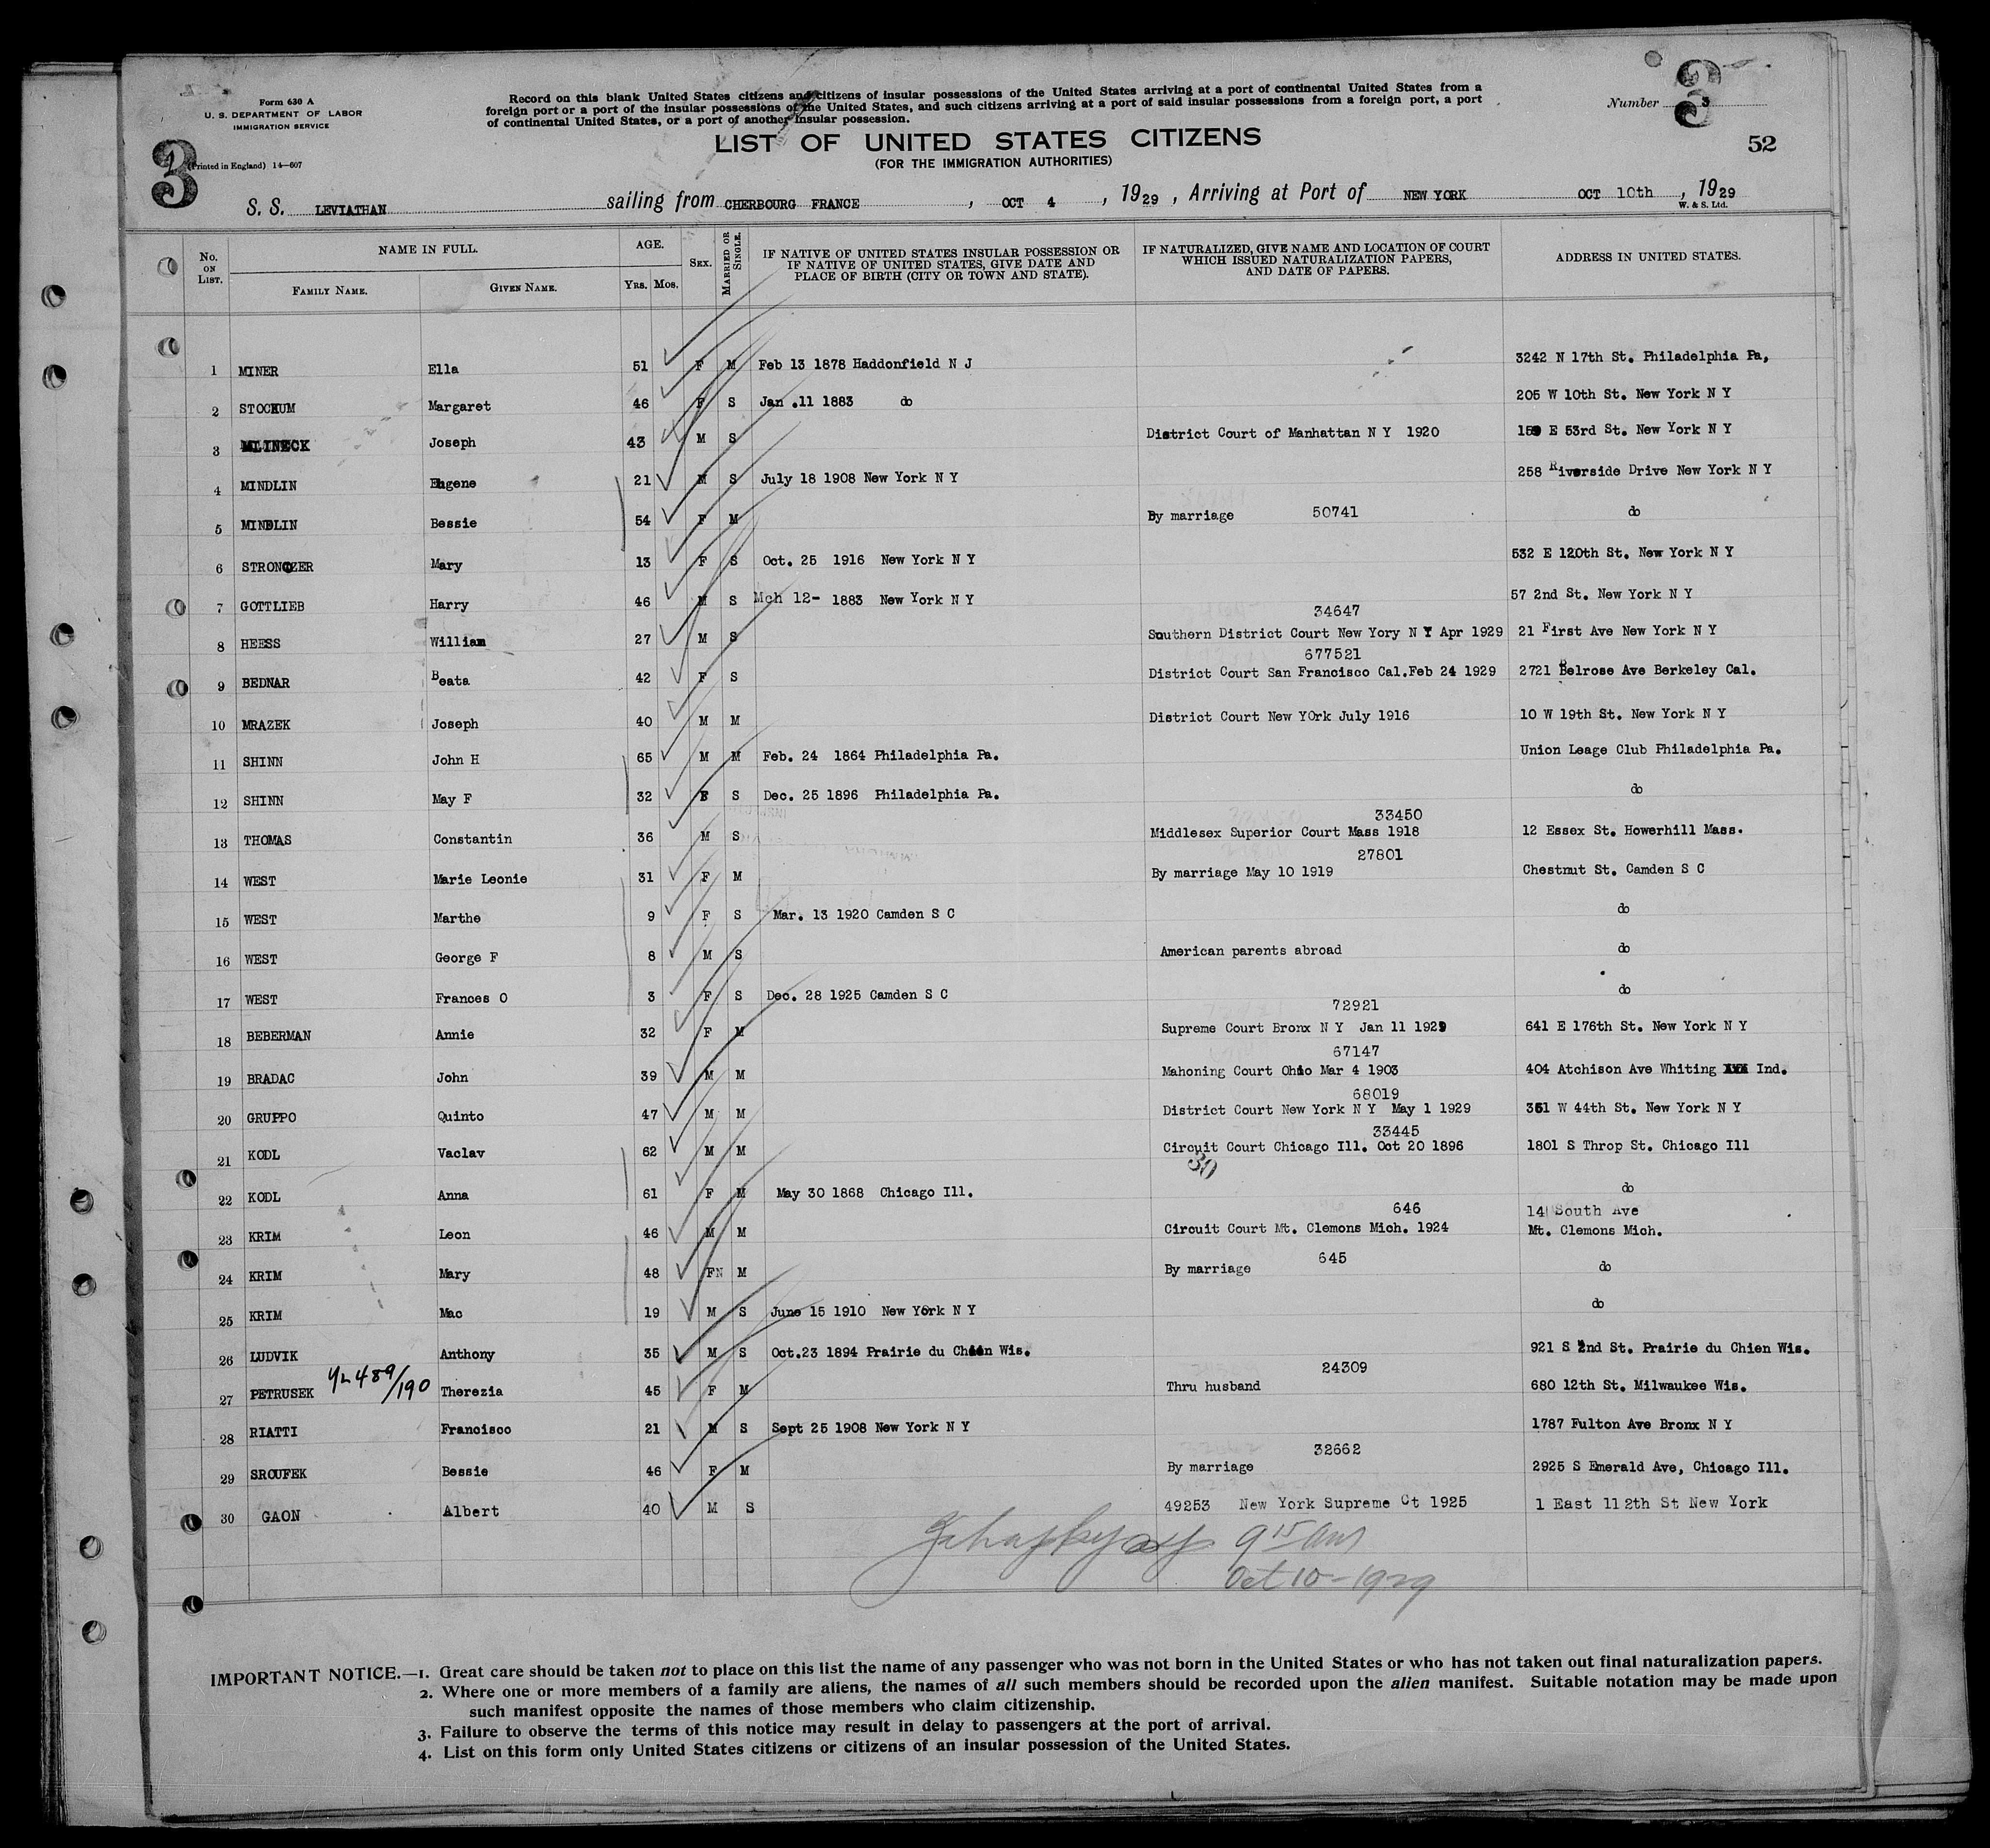 Form 630 A
U. S. DEPARTMENT OF LABOR
IMMIGRATION SERVICE
(Printed in England) 14—607
3
Record on this blank United States citizens and citizens of insular possessions of the United States arriving at a port of continental United States from a
foreign port or a port of the insular possessions of the United States, and such citizens arriving at a port of said insular possessions from a foreign port, a port
of continental United States, or a port of another insular possession.
Number 3
3
52
LIST OF UNITED STATES CITIZENS
(FOR THE IMMIGRATION AUTHORITIES)
S. S. LEVIATHAN sailing from CHERBOURG FRANCE, OCT 4, 1929, Arriving at Port of NEW YORK OCT 10th, 1929
W. & S. Ltd.
No. ON LIST. NAME IN FULL. AGE. SEX. MARRIED OR SINGLE. IF NATIVE OF UNITED STATES INSULAR POSSESSION OR IF NATIVE OF UNITED STATES, GIVE DATE AND PLACE OF BIRTH (CITY OR TOWN AND STATE). IF NATURALIZED, GIVE NAME AND LOCATION OF COURT WHICH ISSUED NATURALIZATION PAPERS, AND DATE OF PAPERS. ADDRESS IN UNITED STATES.
FAMILY NAME. GIVEN NAME. YRS. MOS.
1 MINER Ella 51 F M Feb 13 1878 Haddonfield N J 3242 N 17th St. Philadelphia Pa,
2 STOCKUM Margaret 46 F S Jan .11 1883 do 205 W 10th St. New York N Y
3 MLINECK Joseph 43 M S District Court of Manhattan N Y 1920 159 E 53rd St. New York N Y
4 MINDLIN Eugene 21 M S July 18 1908 New York N Y 258 Riverside Drive New York N Y
5 MINDLIN Bessie 54 F M By marriage 50741 do
6 STRONCZER Mary 13 F S Oct. 25 1916 New York N Y 532 E 120th St. New York N Y
7 GOTTLIEB Harry 46 M S Mch 12- 1883 New York N Y 57 2nd St. New York N Y
34647
8 HEESS William 27 M S Southern District Court New Yory N Y Apr 1929 21 First Ave New York N Y
677521
9 BEDNAR Beata 42 F S District Court San Francisco Cal.Feb 24 1929 2721 Belrose Ave Berkeley Cal.
10 MRAZEK Joseph 40 M M District Court New YOrk July 1916 10 W 19th St. New York N Y
11 SHINN John H 65 M M Feb. 24 1864 Philadelphia Pa. Union Leage Club Philadelphia Pa.
12 SHINN May F 32 F S Dec. 25 1896 Philadelphia Pa. do
33450
13 THOMAS Constantin 36 M S Middlesex Superior Court Mass 1918 12 Essex St. Howerhill Mass.
27801
14 WEST Marie Leonie 31 F M By marriage May 10 1919 Chestnut St. Camden S C
15 WEST Marthe 9 F S Mar. 13 1920 Camden S C do
16 WEST George F 8 M S American parents abroad do
17 WEST Frances O 3 F S Dec. 28 1925 Camden S C do
72921
18 BEBERMAN Annie 32 F M Supreme Court Bronx N Y Jan 11 1929 641 E 176th St. New York N Y
67147
19 BRADAC John 39 M M Mahoning Court Ohio Mar 4 1903 404 Atchison Ave Whiting Ind.
68019
20 GRUPPO Quinto 47 M M District Court New York N Y May 1 1929 351 W 44th St. New York N Y
33445
21 KODL Vaclav 62 M M Circuit Court Chicago Ill. Oct 20 1896 1801 S Throp St. Chicago Ill
30
22 KODL Anna 61 F M May 30 1868 Chicago Ill. do
646 14 South Ave
23 KRIM Leon 46 M M Circuit Court Mt. Clemons Mich. 1924 Mt. Clemons Mich.
24 KRIM Mary 48 FN M By marriage 645 do
25 KRIM Mac 19 M S June 15 1910 New York N Y do
26 LUDVIK Anthony 35 M S Oct.23 1894 Prairie du Chien Wis. 921 S 2nd St. Prairie du Chien Wis.
24309
27 PETRUSEK 489/190 Therezia 45 F M Thru husband 680 12th St. Milwaukee Wis.
28 RIATTI Francisco 21 M S Sept 25 1908 New York N Y 1787 Fulton Ave Bronx N Y
32662
29 SROUFEK Bessie 46 F M By marriage 2925 S Emerald Ave, Chicago Ill.
30 GAON Albert 40 M S 49253 New York Supreme Ct 1925 1 East 112th St New York
9 15 AM
Oct 10-1929
IMPORTANT NOTICE.—1. Great care should be taken not to place on this list the name of any passenger who was not born in the United States or who has not taken out final naturalization papers.
2. Where one or more members of a family are aliens, the names of all such members should be recorded upon the alien manifest. Suitable notation may be made upon
such manifest opposite the names of those members who claim citizenship.
3. Failure to observe the terms of this notice may result in delay to passengers at the port of arrival.
4. List on this form only United States citizens or citizens of an insular possession of the United States.